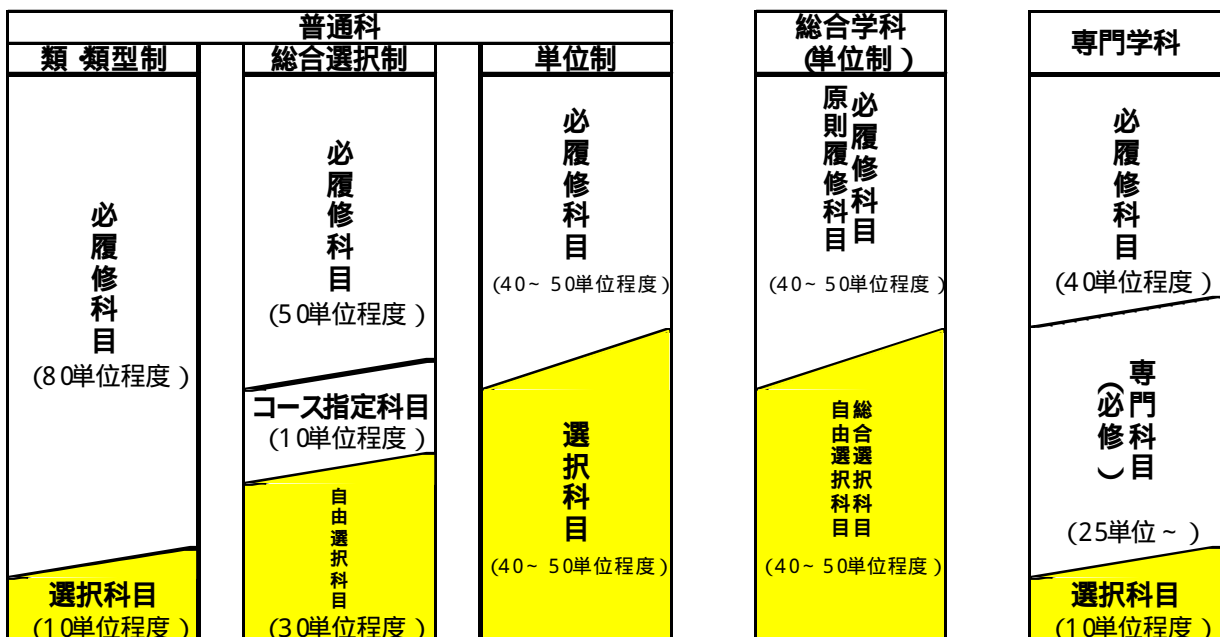 普通科
類・類型制
必履修科目
(80単位程度)
選択科目
(10単位程度)
総合選択制
必履修科目
(50単位程度)
コース指定科目
(10単位程度)
自由選択科目
(30単位程度)
単位制
必履修科目
(40~50単位程度)
選択科目
(40~50単位程度)
総合学科
(単位制)
必履修科目
原則履修科目
(40~50単位程度)
総合選択科目
自由選択科目
(40~50単位程度)
専門学科
必履修科目
(40単位程度)
専門科目
(必修)
(25単位~)
選択科目
(10単位程度)